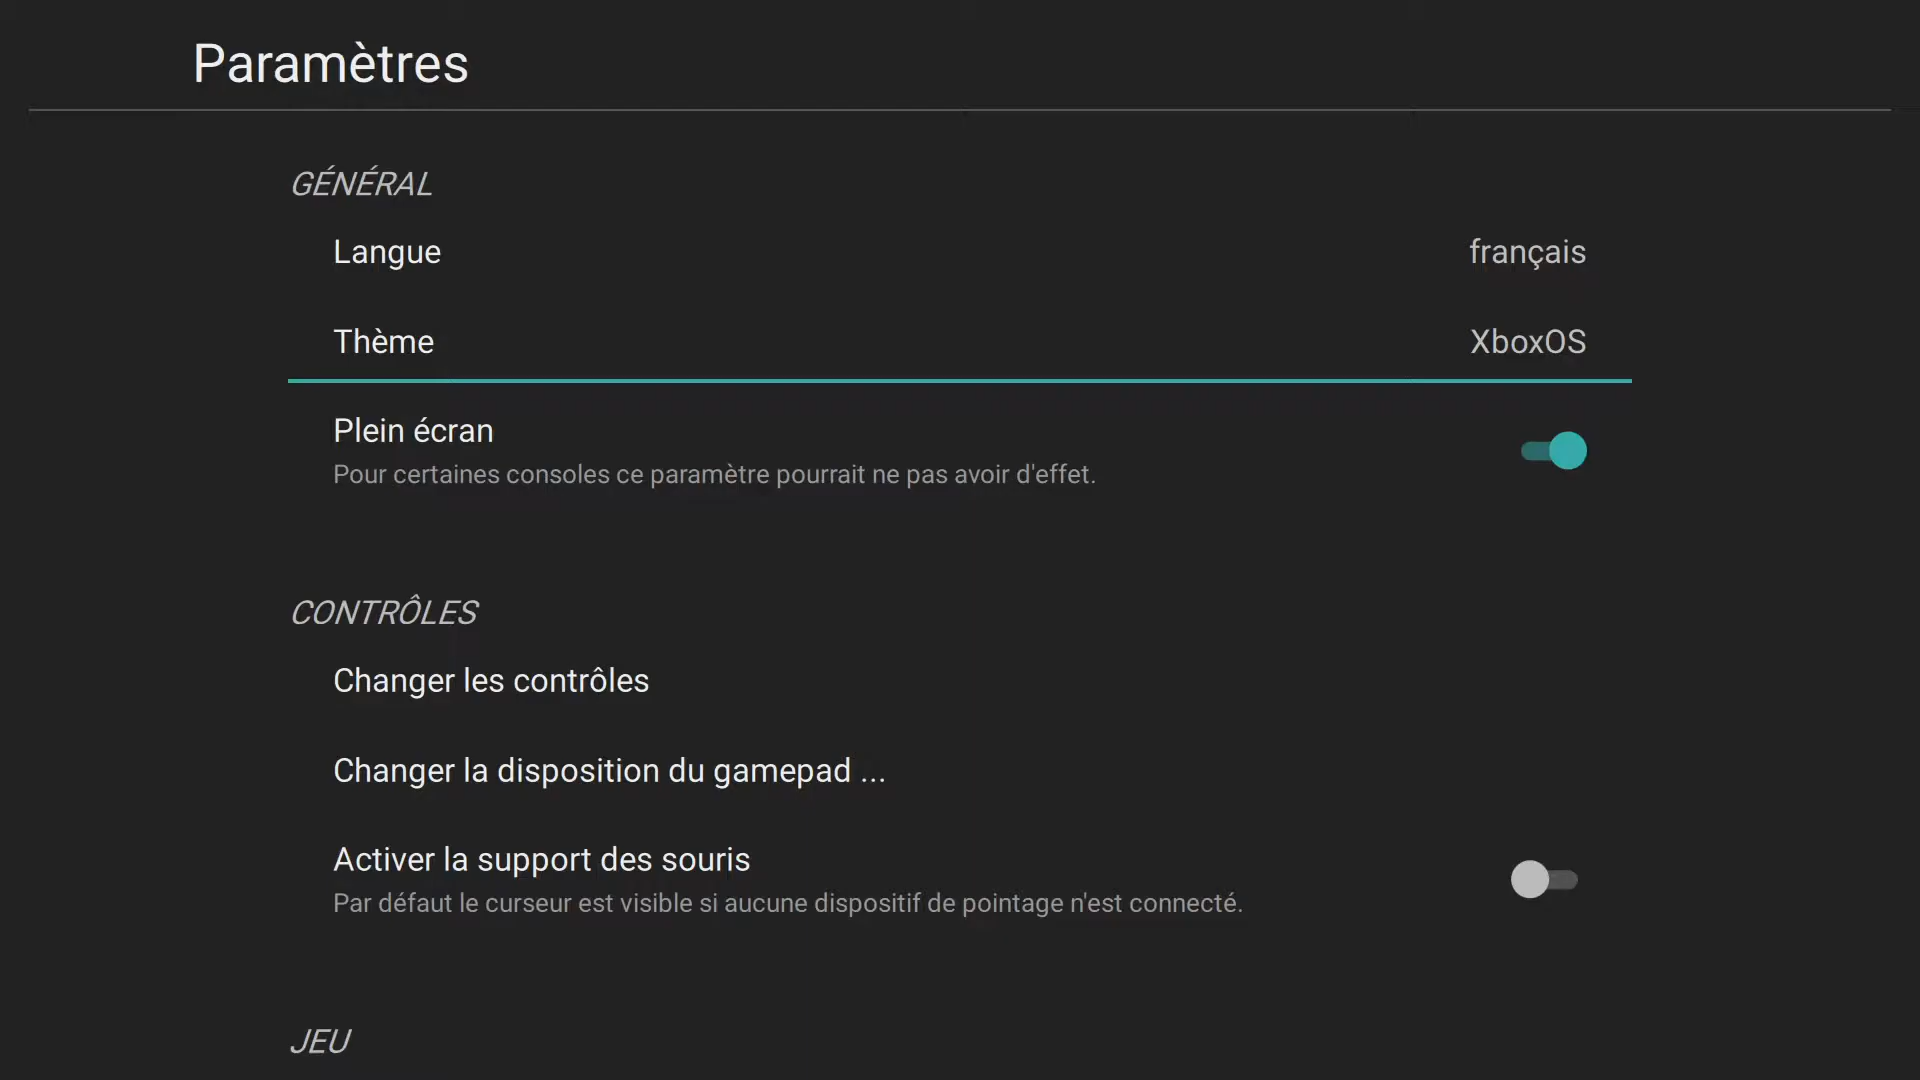 Paramètres
GÉNÉRAL
Langue français
Thème XboxOS
Plein écran
Pour certaines consoles ce paramètre pourrait ne pas avoir d'effet.
CONTRÔLES
Changer les contrôles
Changer la disposition du gamepad ...
Activer la support des souris
Par défaut le curseur est visible si aucune dispositif de pointage n'est connecté.
JEU